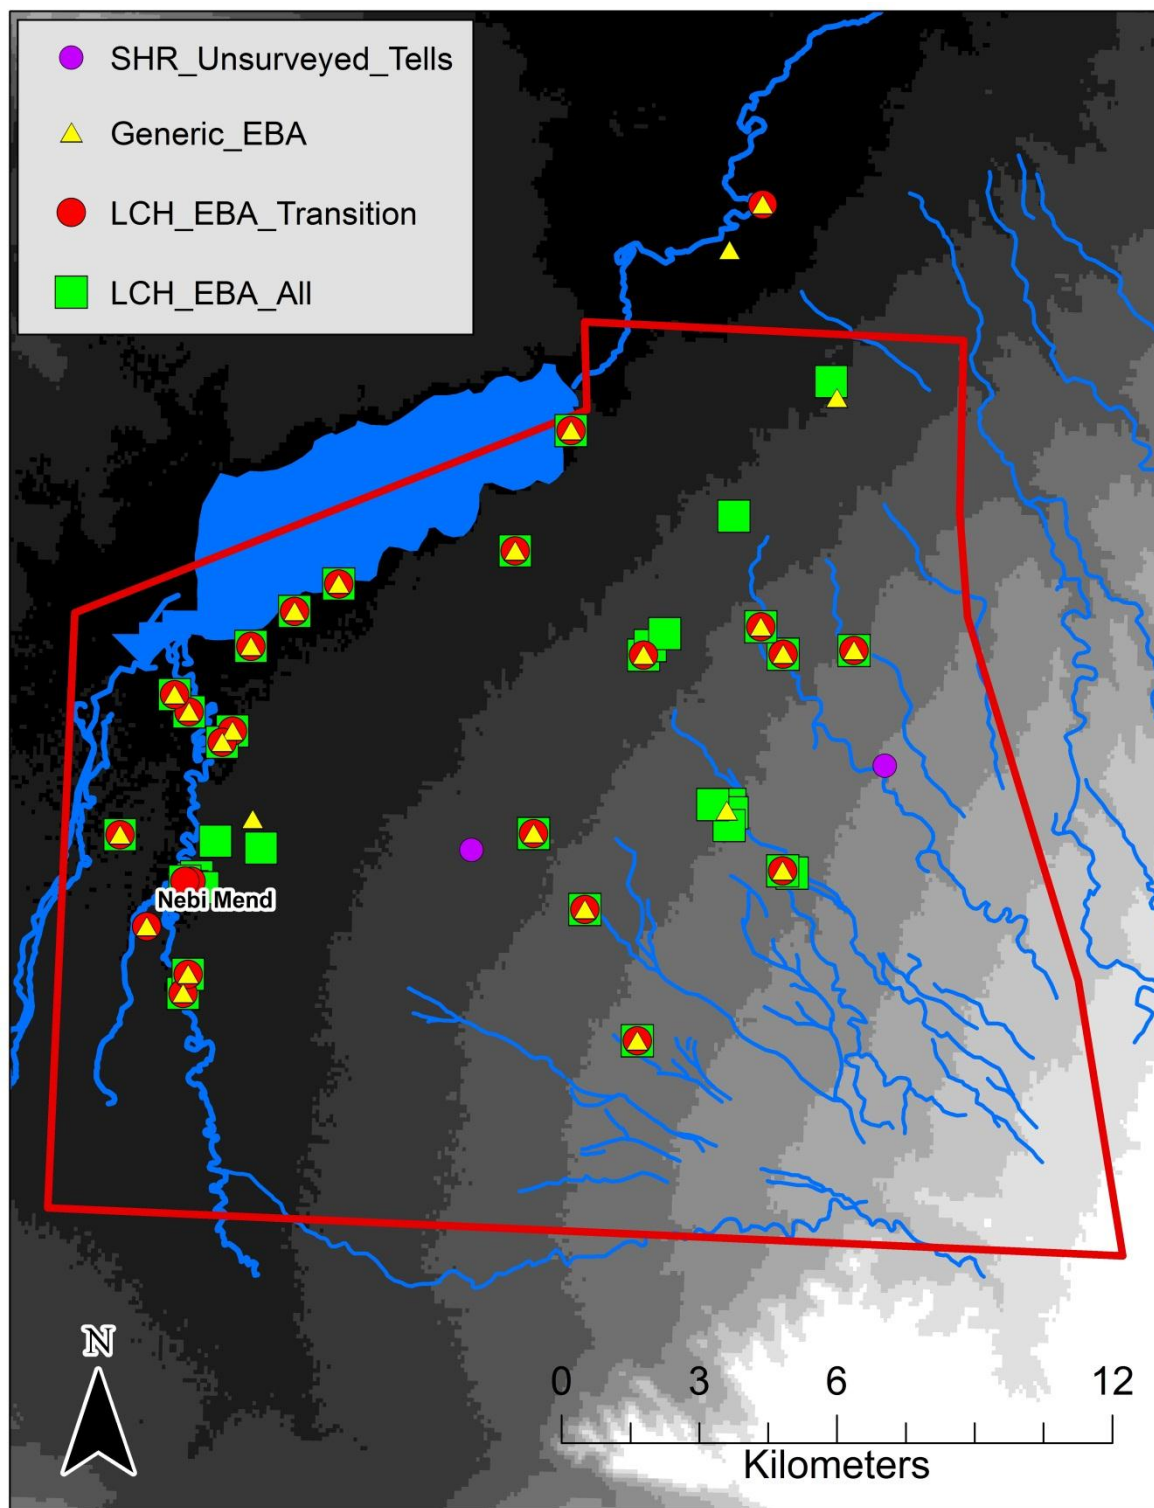 SHR_Unsurveyed_Tells
Generic_EBA
LCH_EBA_Transition
LCH_EBA_All
Nebi Mend
N
0 3 6 12
Kilometers